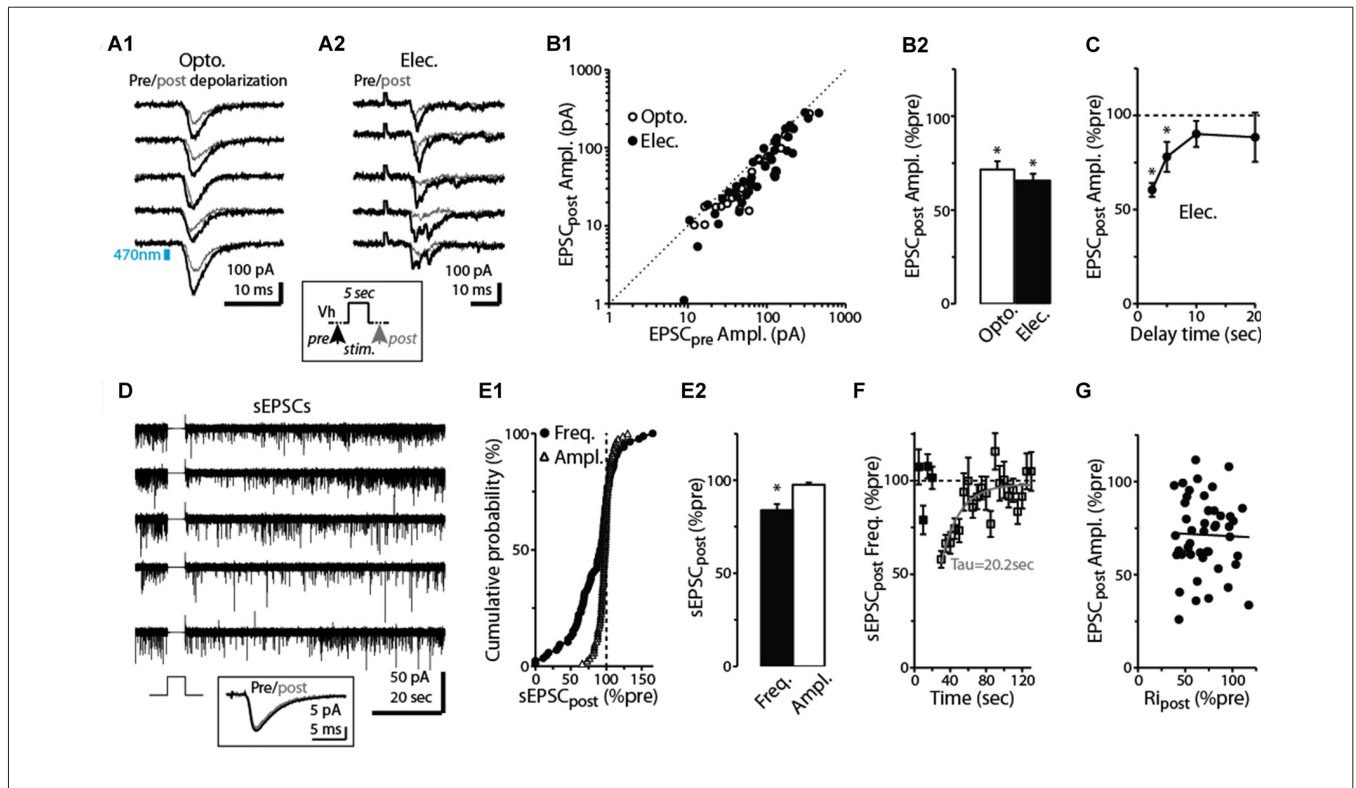 A1
Opto.
Pre/post depolarization
470nm
100 pA
10 ms
A2
Elec.
Pre/post
100 pA
10 ms
5 sec
Vh
pre
stim.
post
B1
EPSCpost Ampl. (pA)
1000
100
10
1
Opto.
Elec.
1 10 100 1000
EPSCpre Ampl. (pA)
B2
EPSCpost Ampl. (%pre)
100
50
0
* *
Opto.
Elec.
C
EPSCpost Ampl. (%pre)
100
50
0
*
*
Elec.
0 10 20
Delay time (sec)
D
sEPSCs
50 pA
20 sec
Pre/post
5 pA
5 ms
E1
Cumulative probability (%)
100
50
0
Freq.
Ampl.
0 50 100 150
sEPSCpost (%pre)
E2
sEPSCpost (%pre)
100
50
0
*
Freq.
Ampl.
F
sEPSCpost Freq. (%pre)
100
50
0
Tau=20.2sec
0 40 80 120
Time (sec)
G
EPSCpost Ampl. (%pre)
100
50
0
0 50 100
Ripost (%pre)